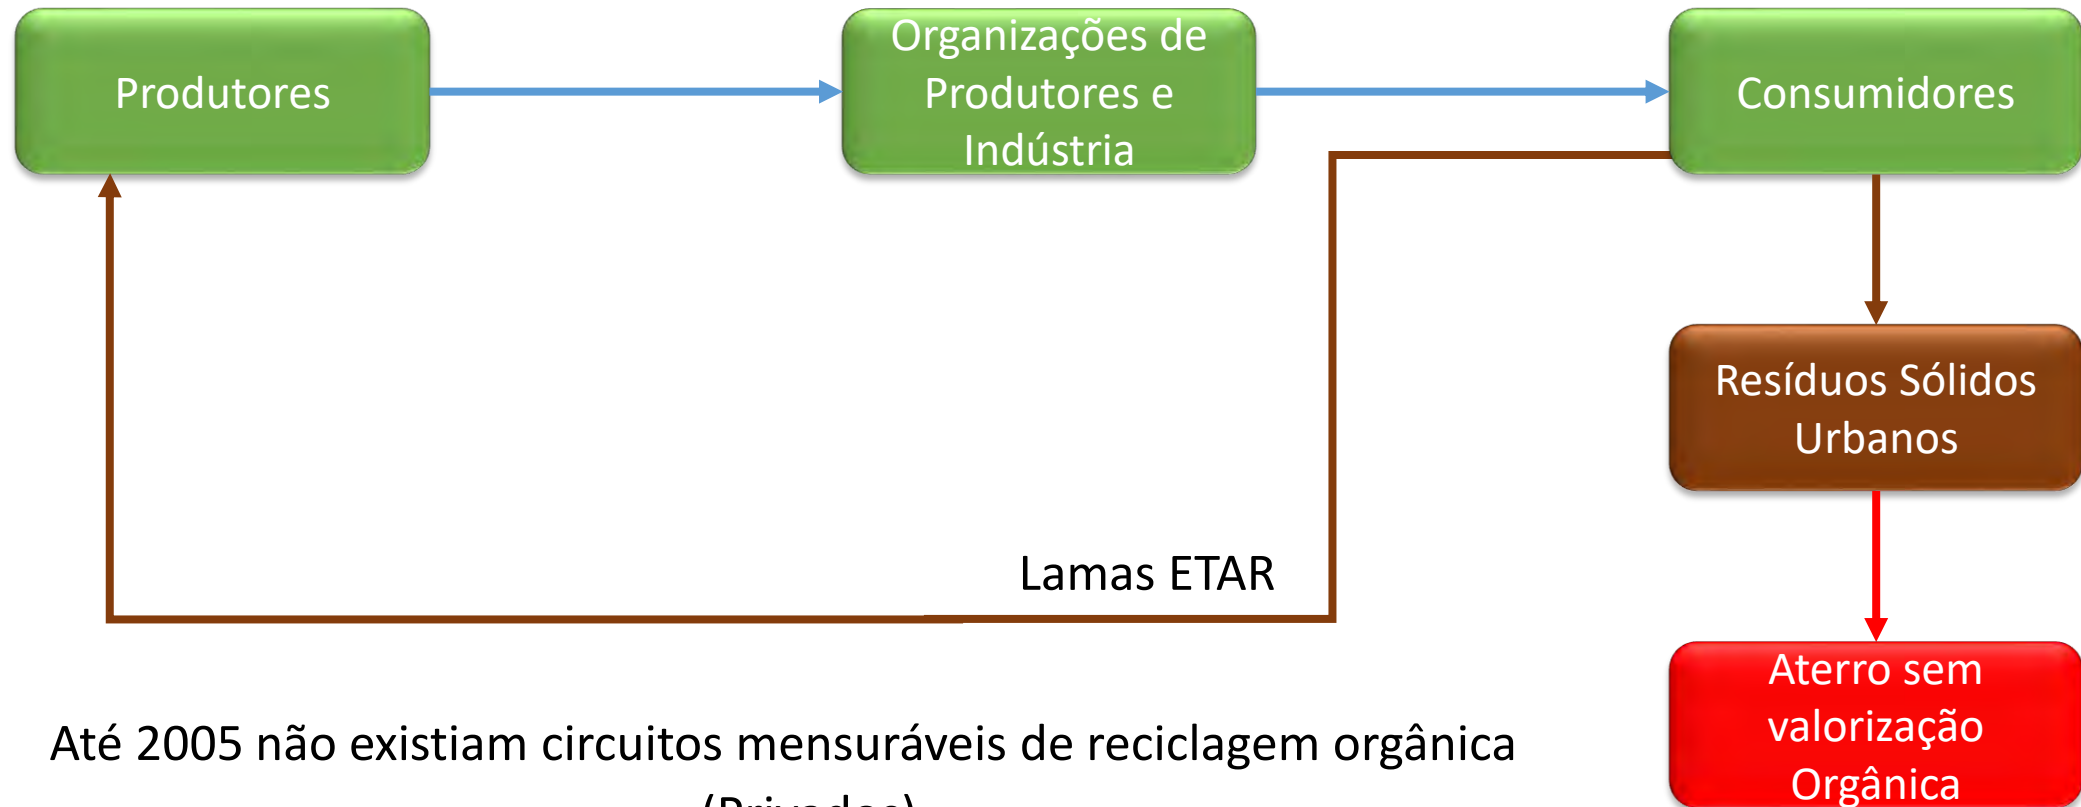 Produtores
Organizações de
Produtores e
Indústria
Consumidores
Resíduos Sólidos
Urbanos
Lamas ETAR
Aterro sem
valorização
Orgânica
Até 2005 não existiam circuitos mensuráveis de reciclagem orgânica